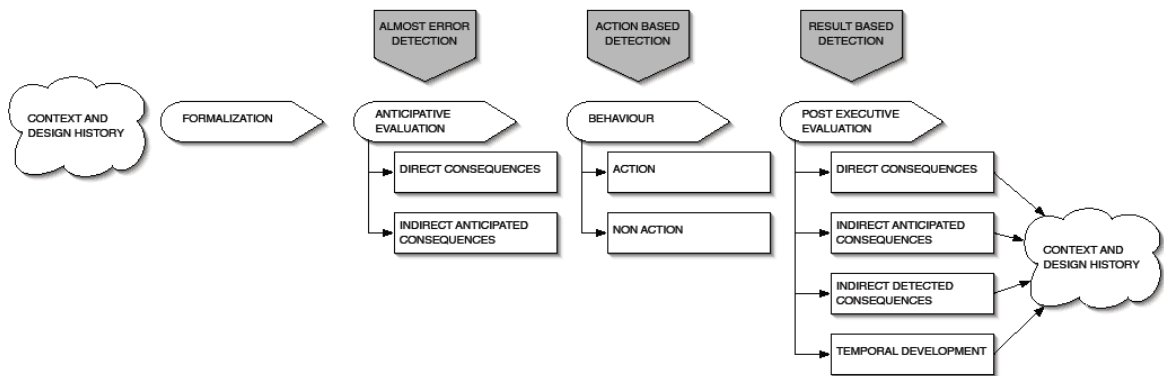 ALMOST ERROR
DETECTION
ACTION BASED
DETECTION
RESULT BASED
DETECTION
CONTEXT AND
DESIGN HISTORY
FORMALIZATION
ANTICIPATIVE
EVALUATION
BEHAVIOUR
POST EXECUTIVE
EVALUATION
DIRECT CONSEQUENCES
INDIRECT ANTICIPATED
CONSEQUENCES
ACTION
NON ACTION
DIRECT CONSEQUENCES
INDIRECT ANTICIPATED
CONSEQUENCES
INDIRECT DETECTED
CONSEQUENCES
TEMPORAL DEVELOPMENT
CONTEXT AND
DESIGN HISTORY